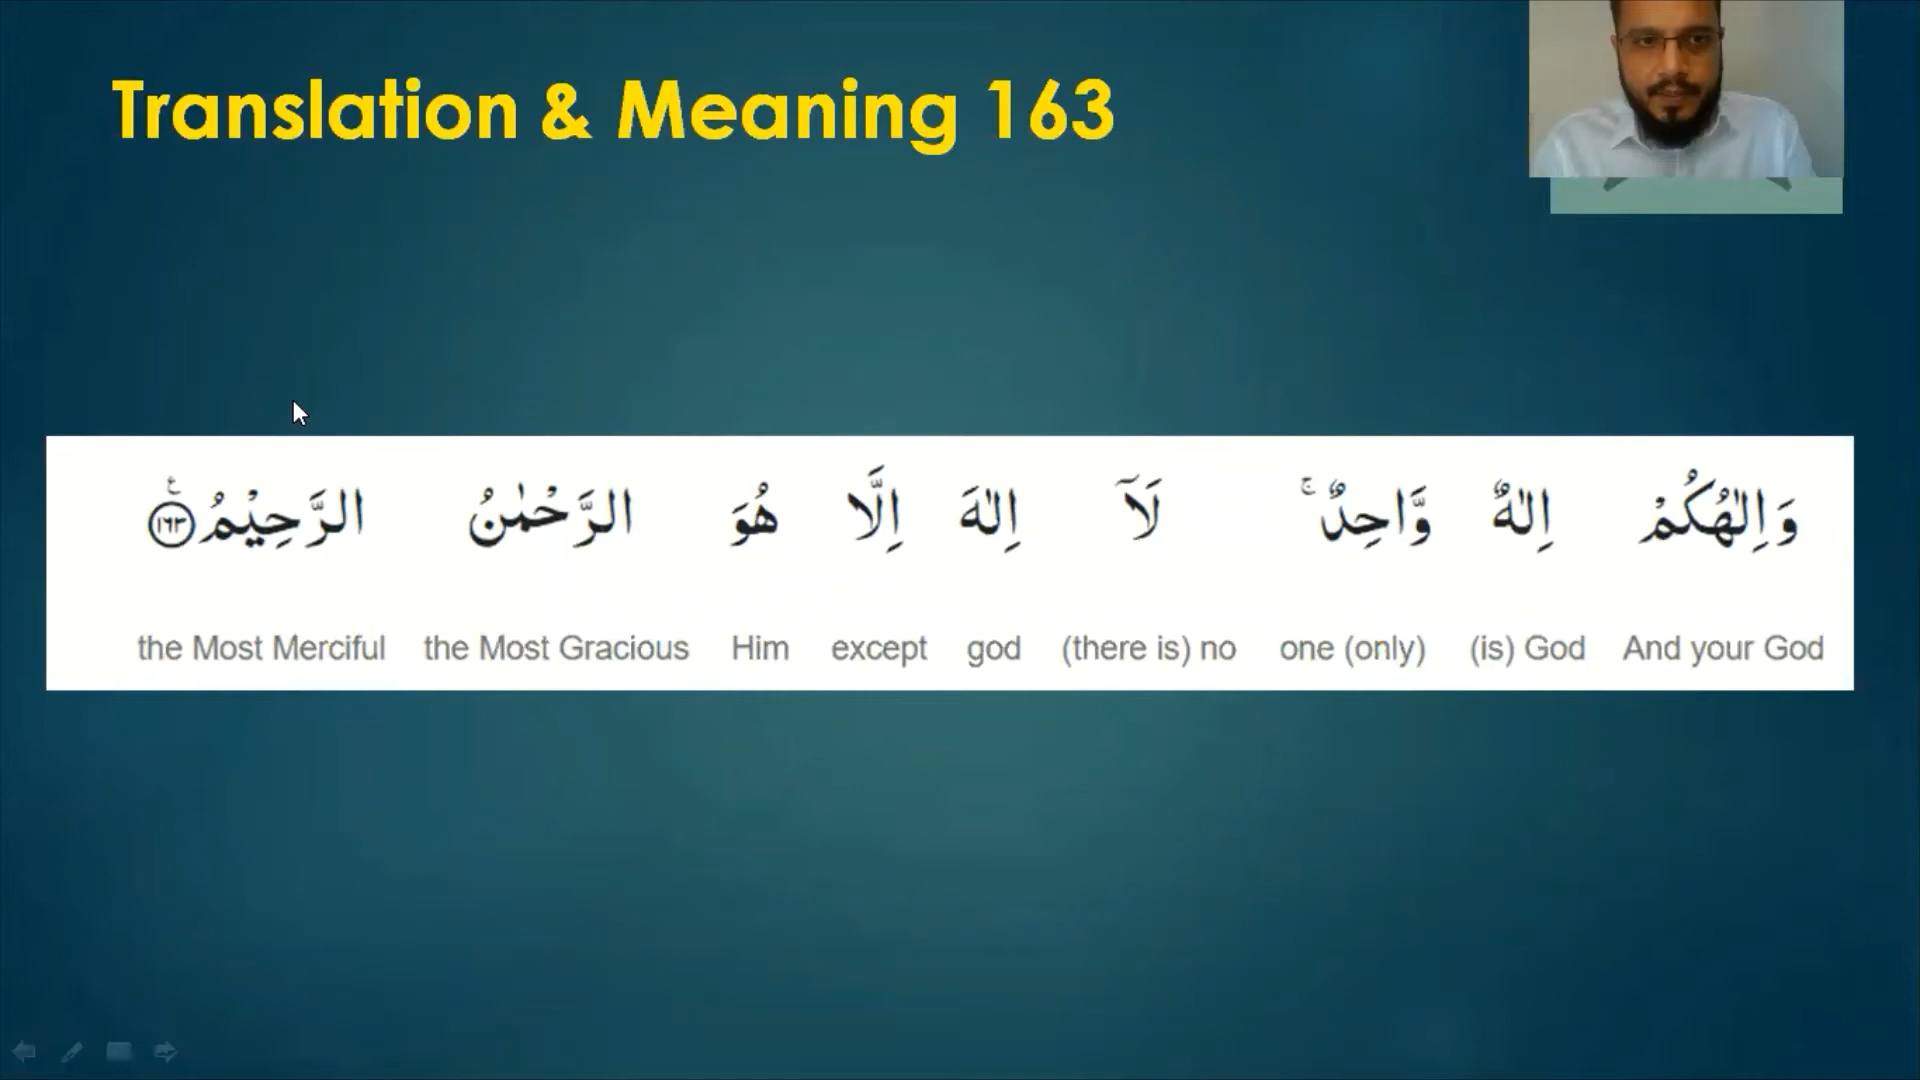 Translation & Meaning 163
وَاِلٰهُكُمْ اِلٰهٌ وَّاحِدٌ ۚ لَآ اِلٰهَ اِلَّا هُوَ الرَّحْمٰنُ الرَّحِيْمُ ࣖ ۝١٦٣
the Most Merciful the Most Gracious Him except god (there is) no one (only) (is) God And your God